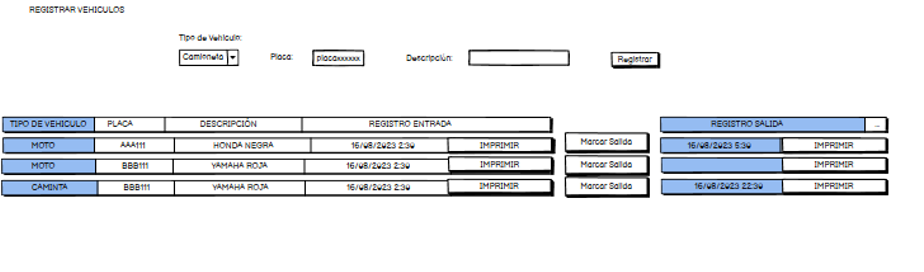 REGISTRAR VEHICULOS
Tipo de Vehiculn:
Camioneta Placa: placaxxxxxx Descripción: Registrar
TIPO DE VEHICULO PLACA DESCRIPCIÓN REGISTRO ENTRADA REGISTRO SALIDA ...
MOTO AAA111 HONDA NEGRA 16/08/2023 2:30 IMPRIMIR Marcar Salida 16/08/2023 5:30 IMPRIMIR
MOTO BBB111 YAMAHA ROJA 16/08/2023 2:30 IMPRIMIR Marcar Salida IMPRIMIR
CAMINTA BBB111 YAMAHA ROJA 16/08/2023 2:30 IMPRIMIR Marcar Salida 16/08/2023 22:30 IMPRIMIR